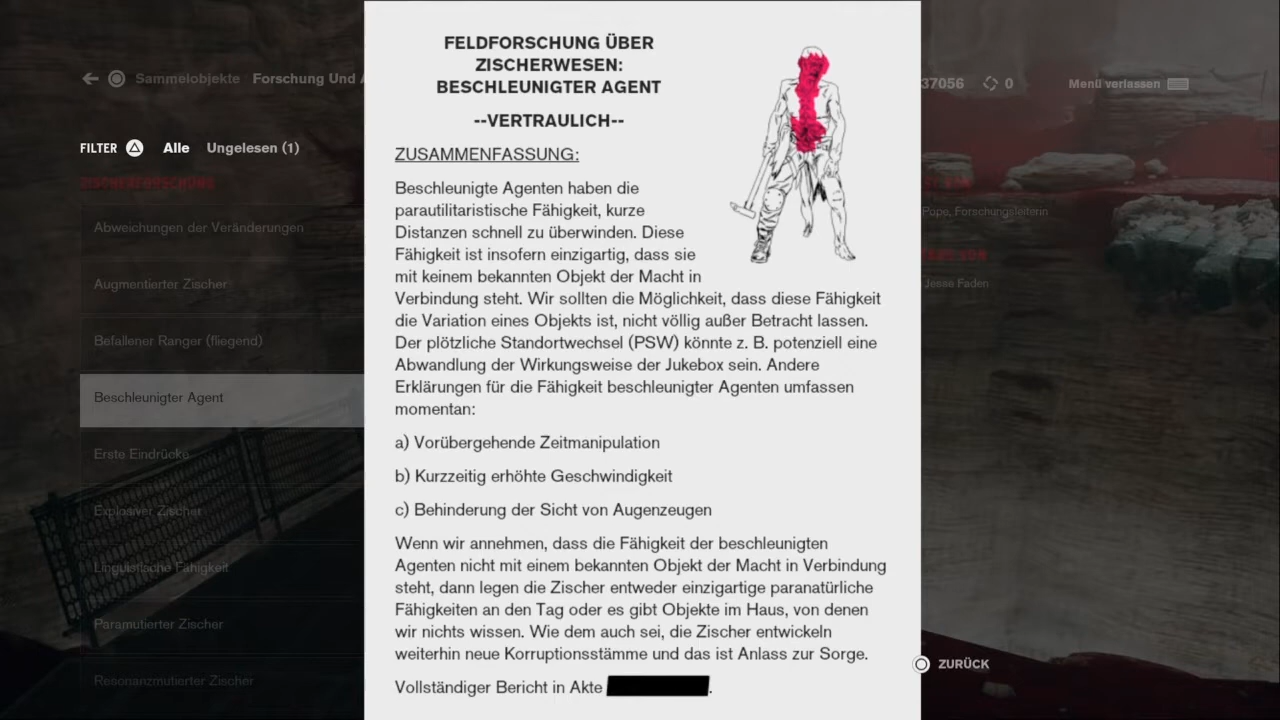 Sammelobjekte Forschung Und A
37056 0 Menü verlassen
FILTER Alle Ungelesen (1)
ZISCHERFORSCHUNG
Abweichungen der Veränderungen
Augmentierter Zischer
Befallener Ranger (fliegend)
Beschleunigter Agent
Erste Eindrücke
Explosiver Zischer
Linguistische Fähigkeit
Paramutierter Zischer
Resonanzmutierter Zischer
FELDFORSCHUNG ÜBER
ZISCHERWESEN:
BESCHLEUNIGTER AGENT
--VERTRAULICH--
ZUSAMMENFASSUNG:
Beschleunigte Agenten haben die
parautilitaristische Fähigkeit, kurze
Distanzen schnell zu überwinden. Diese
Fähigkeit ist insofern einzigartig, dass sie
mit keinem bekannten Objekt der Macht in
Verbindung steht. Wir sollten die Möglichkeit, dass diese Fähigkeit
die Variation eines Objekts ist, nicht völlig außer Betracht lassen.
Der plötzliche Standortwechsel (PSW) könnte z. B. potenziell eine
Abwandlung der Wirkungsweise der Jukebox sein. Andere
Erklärungen für die Fähigkeit beschleunigter Agenten umfassen
momentan:
a) Vorübergehende Zeitmanipulation
b) Kurzzeitig erhöhte Geschwindigkeit
c) Behinderung der Sicht von Augenzeugen
Wenn wir annehmen, dass die Fähigkeit der beschleunigten
Agenten nicht mit einem bekannten Objekt der Macht in Verbindung
steht, dann legen die Zischer entweder einzigartige paranatürliche
Fähigkeiten an den Tag oder es gibt Objekte im Haus, von denen
wir nichts wissen. Wie dem auch sei, die Zischer entwickeln
weiterhin neue Korruptionsstämme und das ist Anlass zur Sorge.
Vollständiger Bericht in Akte .
Pope, Forschungsleiterin
Jesse Faden
ZURÜCK